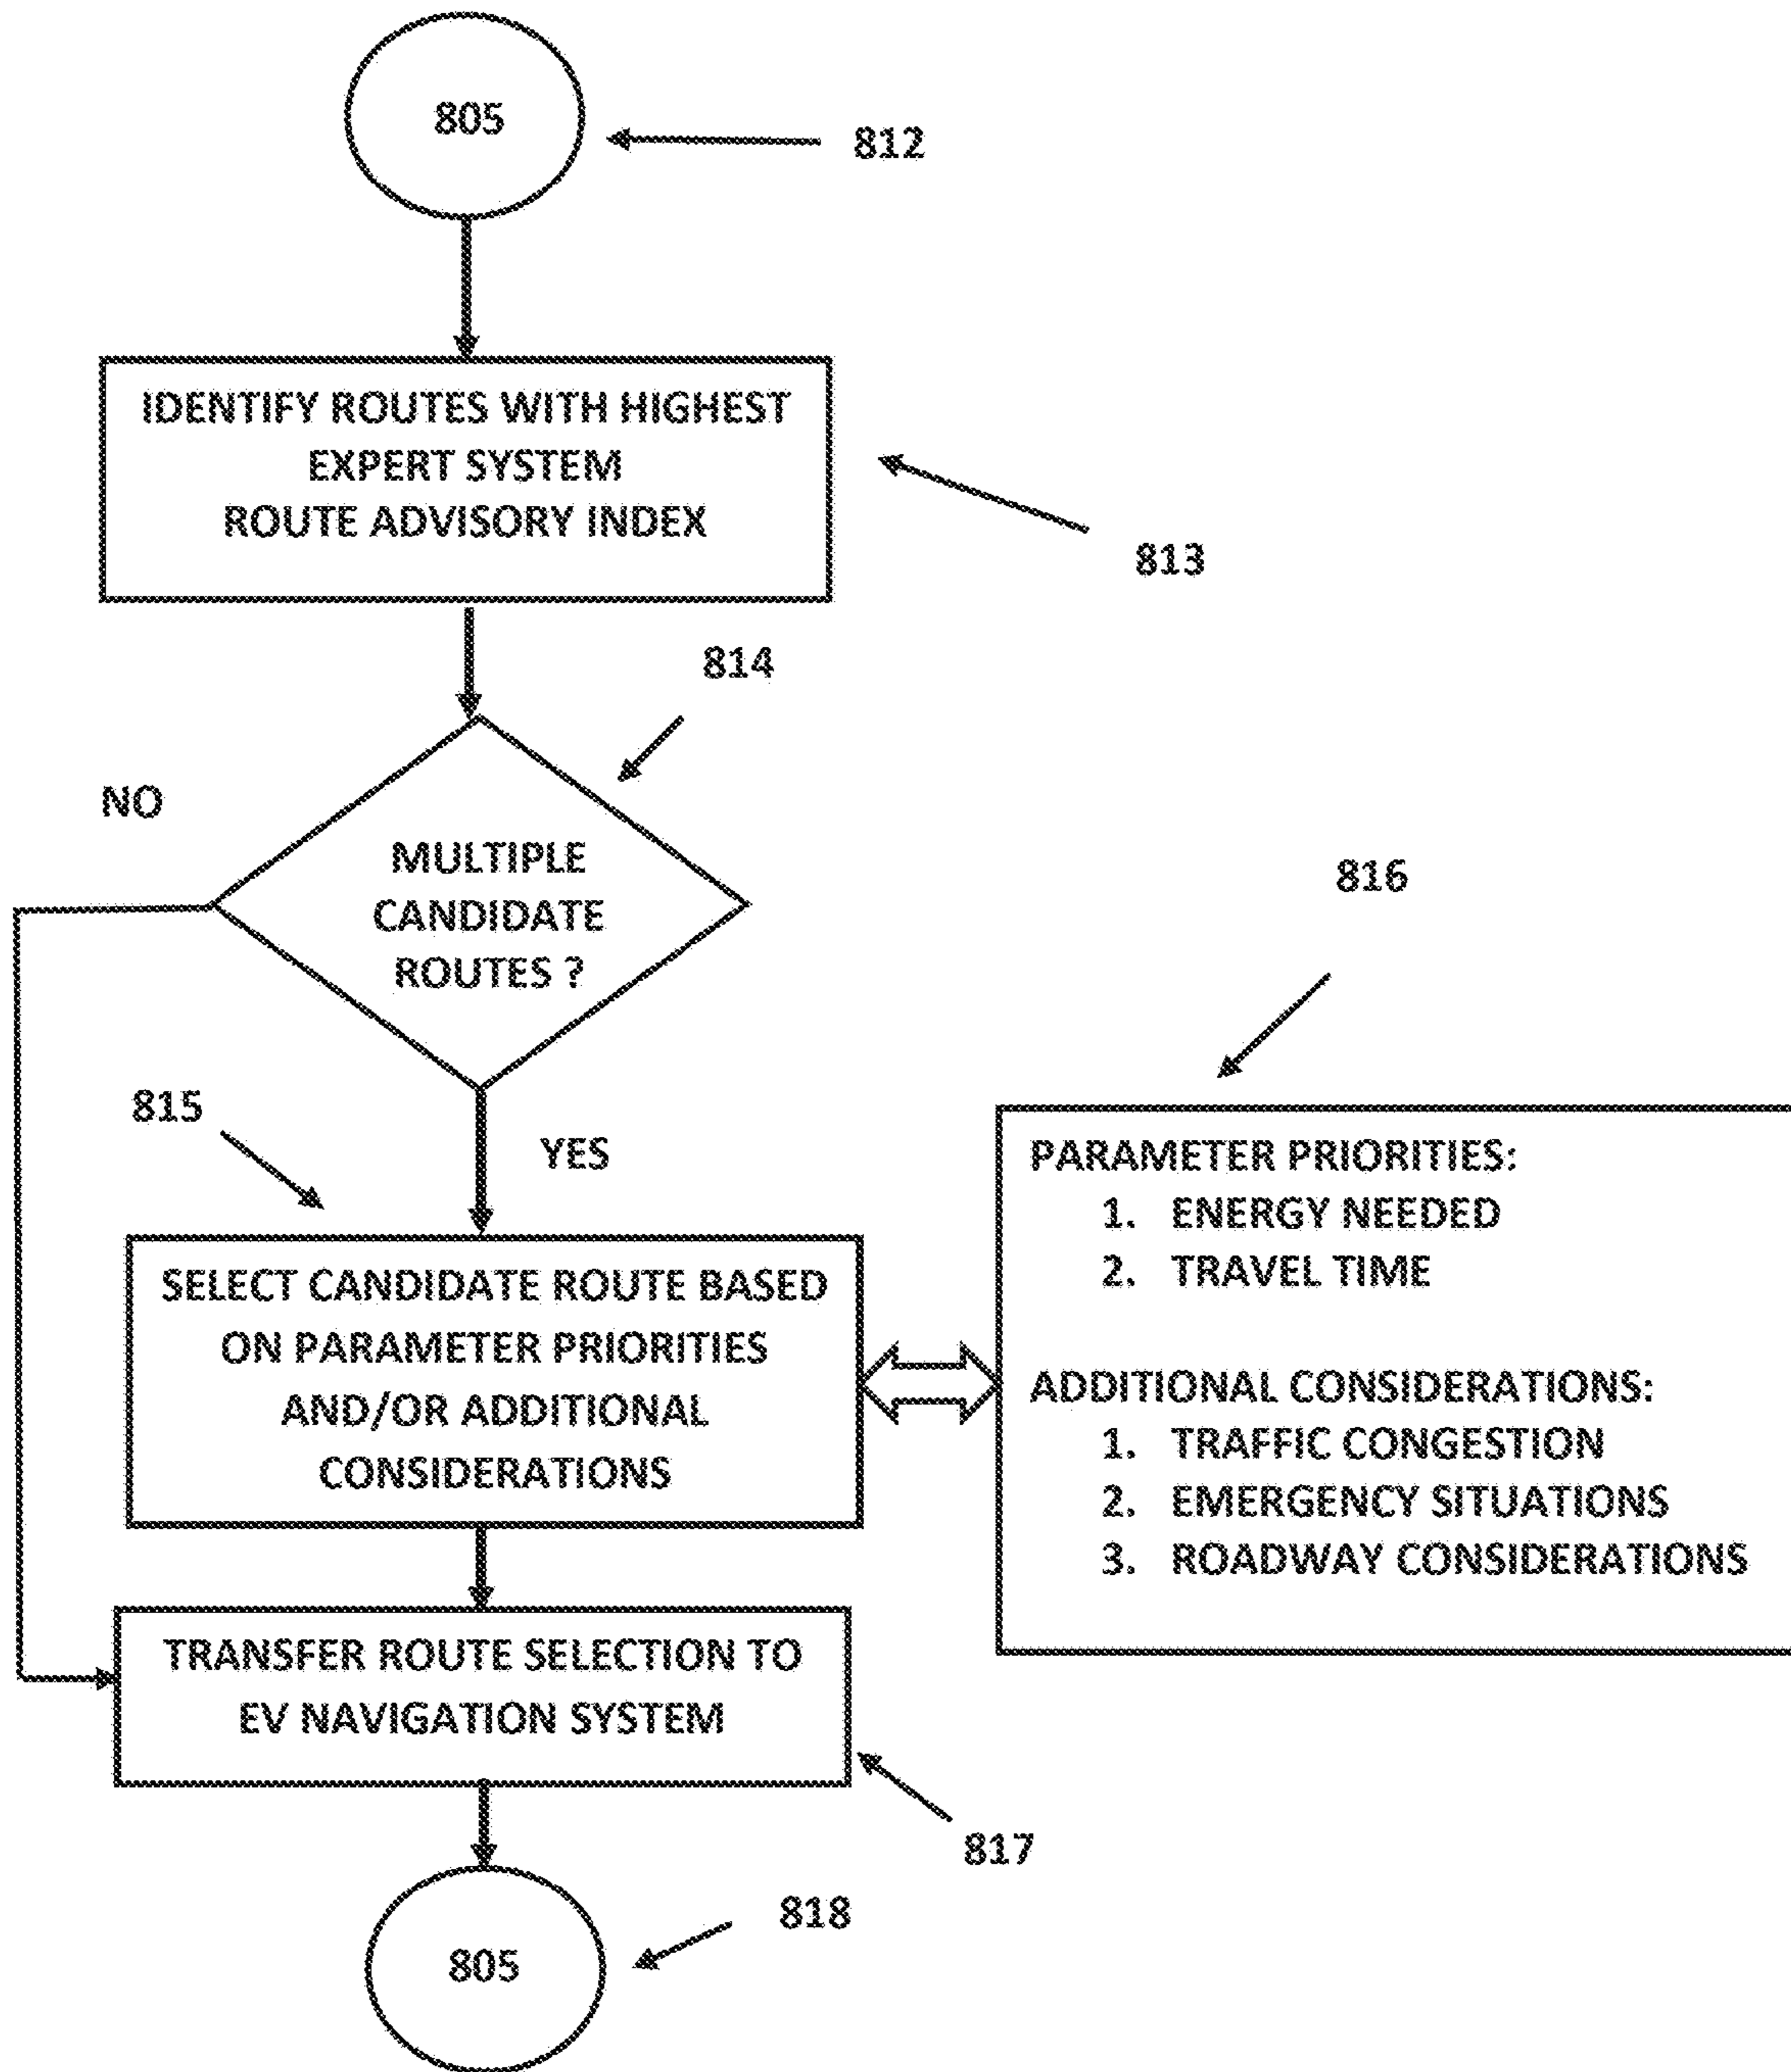 805
812
IDENTIFY ROUTES WITH HIGHEST
EXPERT SYSTEM
ROUTE ADVISORY INDEX
813
814
NO
MULTIPLE
CANDIDATE
ROUTES ?
816
815
YES
SELECT CANDIDATE ROUTE BASED
ON PARAMETER PRIORITIES
AND/OR ADDITIONAL
CONSIDERATIONS
PARAMETER PRIORITIES:
1. ENERGY NEEDED
2. TRAVEL TIME
ADDITIONAL CONSIDERATIONS:
1. TRAFFIC CONGESTION
2. EMERGENCY SITUATIONS
3. ROADWAY CONSIDERATIONS
TRANSFER ROUTE SELECTION TO
EV NAVIGATION SYSTEM
817
818
805